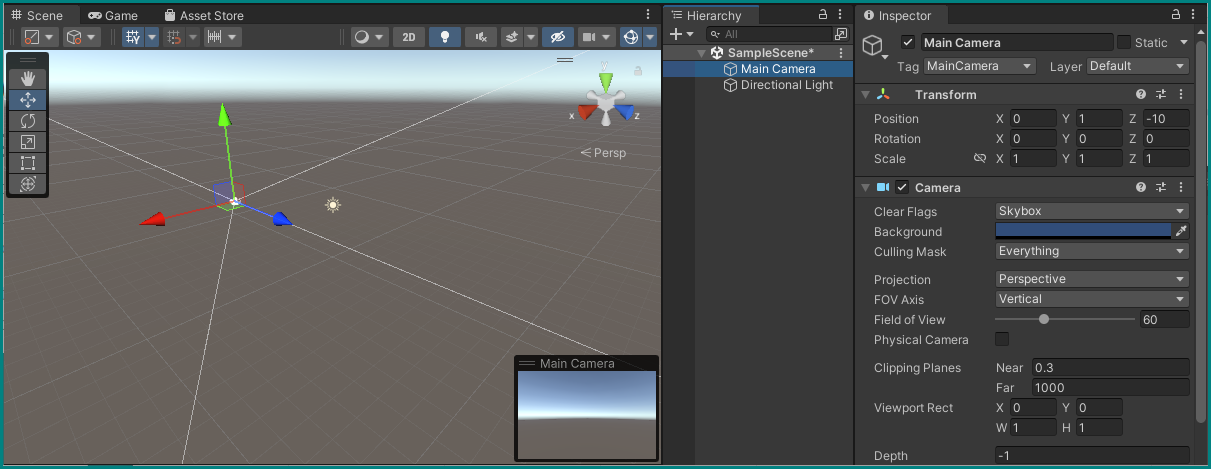 Scene Game Asset Store
2D
y
x z
Persp
Main Camera
Hierarchy
All
SampleScene*
Main Camera
Directional Light
Inspector
Main Camera Static
Tag MainCamera Layer Default
Transform
Position X 0 Y 1 Z -10
Rotation X 0 Y 0 Z 0
Scale X 1 Y 1 Z 1
Camera
Clear Flags Skybox
Background
Culling Mask Everything
Projection Perspective
FOV Axis Vertical
Field of View 60
Physical Camera
Clipping Planes Near 0.3
Far 1000
Viewport Rect X 0 Y 0
W 1 H 1
Depth -1